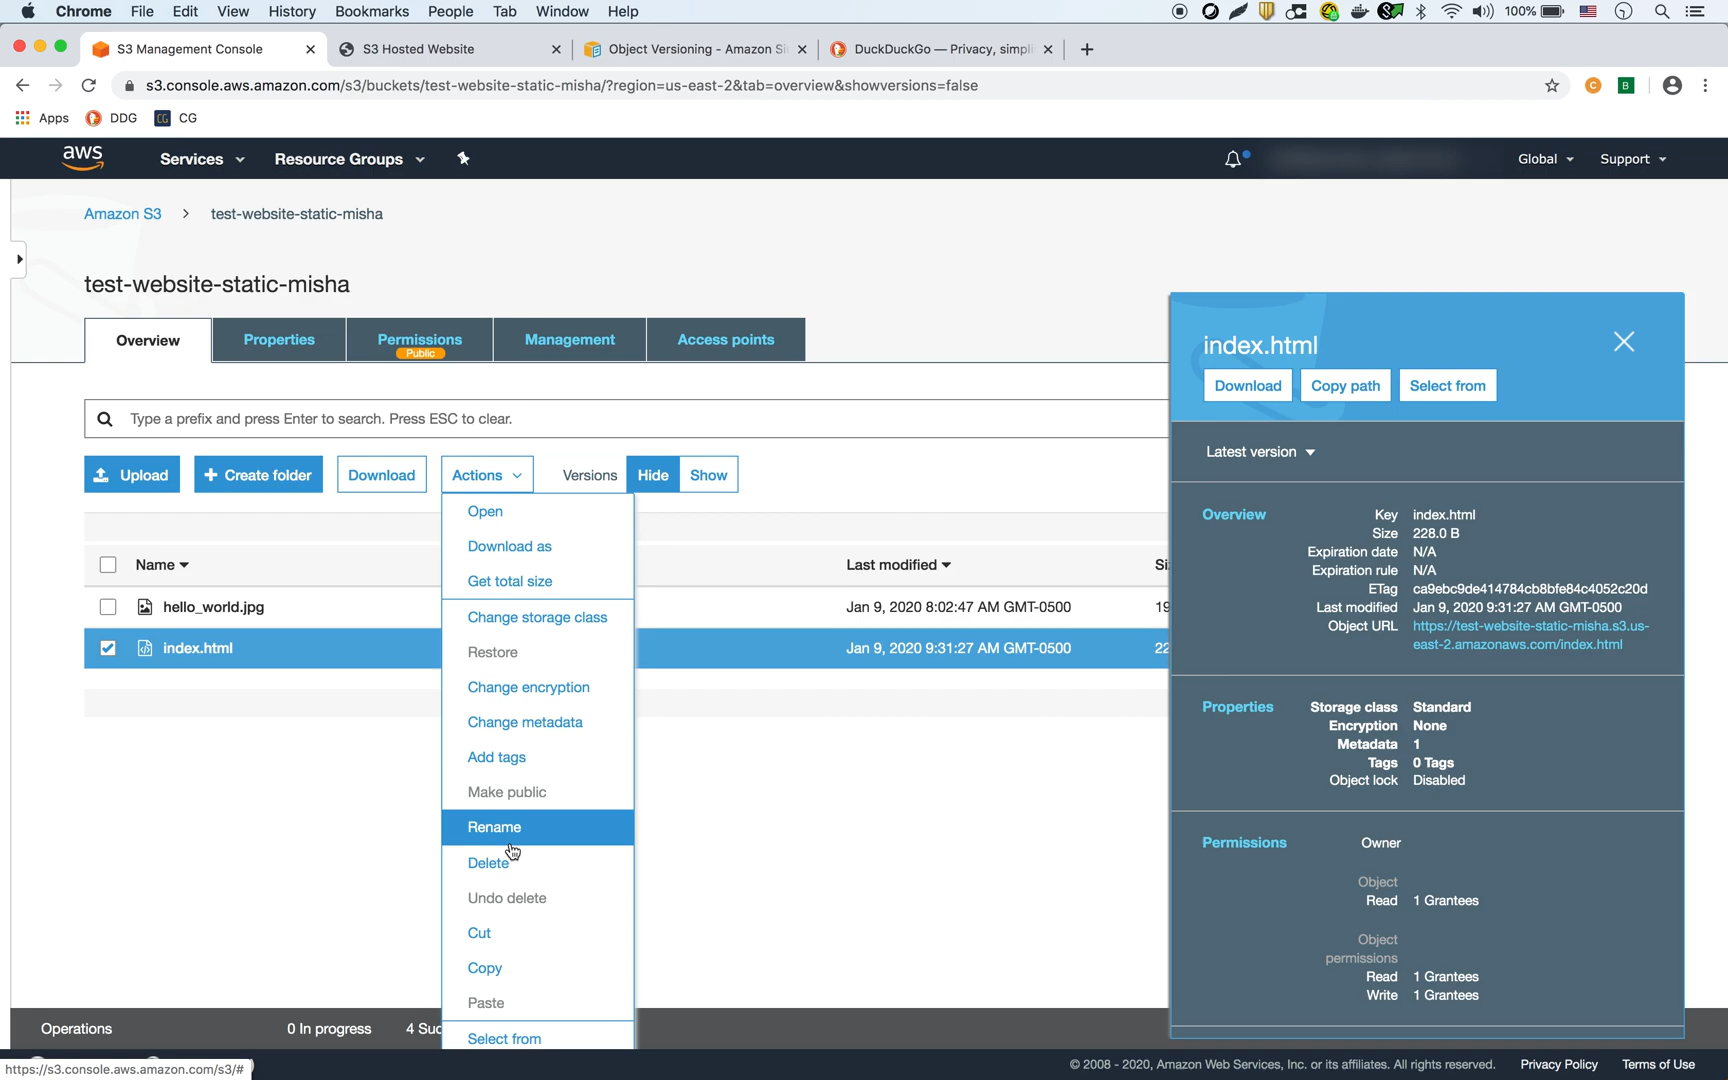 Chrome File Edit View History Bookmarks People Tab Window Help 100%
S3 Management Console S3 Hosted Website Object Versioning - Amazon Si DuckDuckGo — Privacy, simpli
s3.console.aws.amazon.com/s3/buckets/test-website-static-misha/?region=us-east-2&tab=overview&showversions=false C B
Apps DDG CG CG
aws Services Resource Groups Global Support
Amazon S3 > test-website-static-misha
test-website-static-misha
Overview Properties Permissions Management Access points
Public
index.html
Download Copy path Select from
Type a prefix and press Enter to search. Press ESC to clear.
Latest version
Upload + Create folder Download Actions Versions Hide Show
Open
Download as
Get total size
Change storage class
Restore
Change encryption
Change metadata
Add tags
Make public
Rename
Delete
Undo delete
Cut
Copy
Paste
Select from
Name Last modified
hello_world.jpg Jan 9, 2020 8:02:47 AM GMT-0500 19
index.html Jan 9, 2020 9:31:27 AM GMT-0500 22
Overview Key index.html
Size 228.0 B
Expiration date N/A
Expiration rule N/A
ETag ca9ebc9de414784cb8bfe84c4052c20d
Last modified Jan 9, 2020 9:31:27 AM GMT-0500
Object URL https://test-website-static-misha.s3.us-
east-2.amazonaws.com/index.html
Properties Storage class Standard
Encryption None
Metadata 1
Tags 0 Tags
Object lock Disabled
Permissions Owner
Object
Read 1 Grantees
Object
permissions
Read 1 Grantees
Write 1 Grantees
Operations 0 In progress 4 Suc
https://s3.console.aws.amazon.com/s3/#
© 2008 - 2020, Amazon Web Services, Inc. or its affiliates. All rights reserved. Privacy Policy Terms of Use